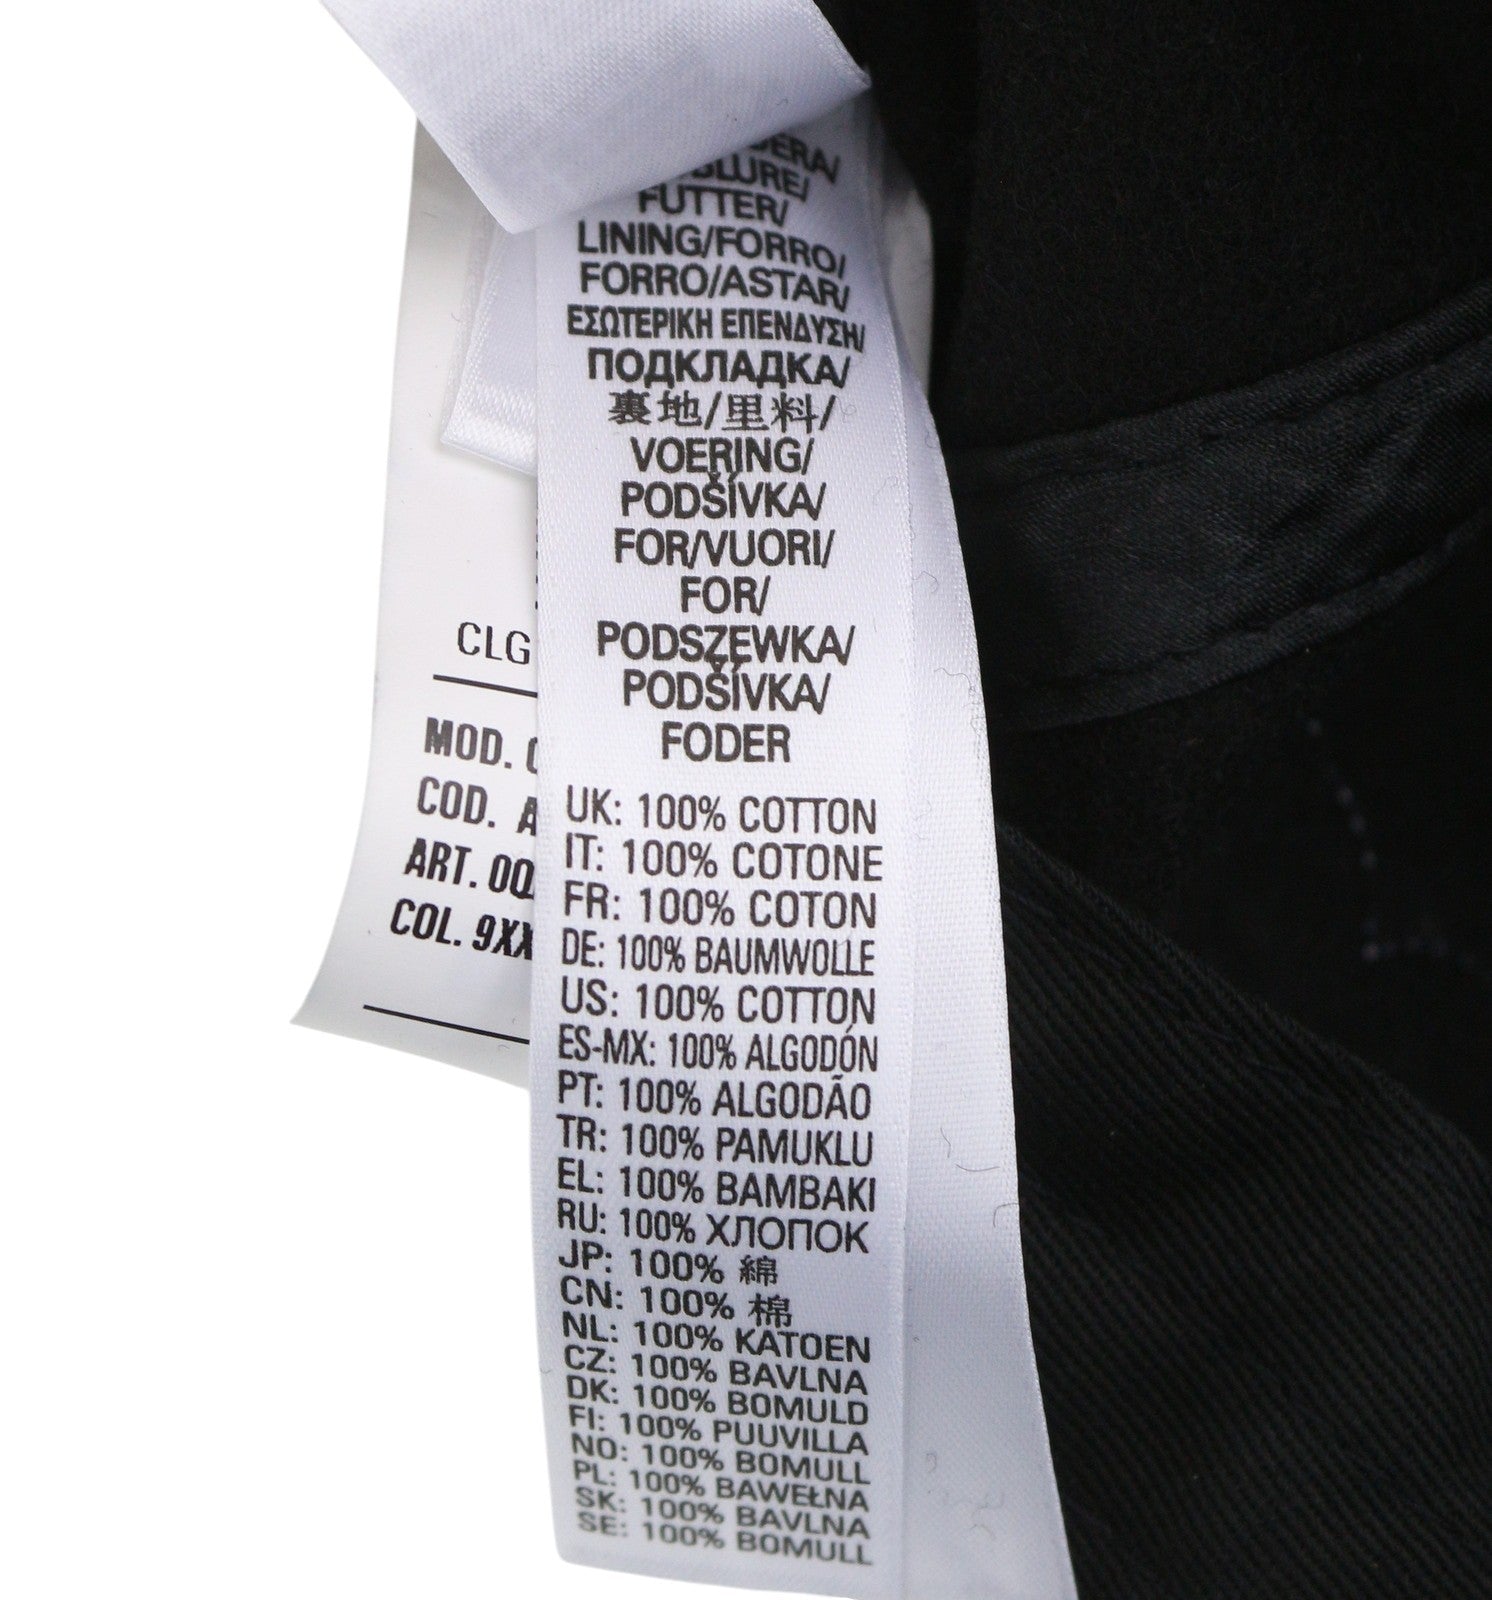 FUTTER/
LINING/FORRO/
FORRO/ASTAR/
ΕΣΩΤΕΡΙΚΗ ΕΠΕΝΔΥΣΗ/
ПОДКЛАДКА/
裏地/里料/
VOERING/
PODŠÍVKA/
FOR/VUORI/
FOR/
PODSZEWKA/
PODŠÍVKA/
FODER
UK: 100% COTTON
IT: 100% COTONE
FR: 100% COTON
DE: 100% BAUMWOLLE
US: 100% COTTON
ES-MX: 100% ALGODÓN
PT: 100% ALGODÃO
TR: 100% PAMUKLU
EL: 100% BAMBAKI
RU: 100% ХЛОПОК
JP: 100% 綿
CN: 100% 棉
NL: 100% KATOEN
CZ: 100% BAVLNA
DK: 100% BOMULD
FI: 100% PUUVILLA
NO: 100% BOMULL
PL: 100% BAWEŁNA
SK: 100% BAVLNA
SE: 100% BOMULL
CLG
MOD.
COD.
ART. 0Q
COL. 9XX